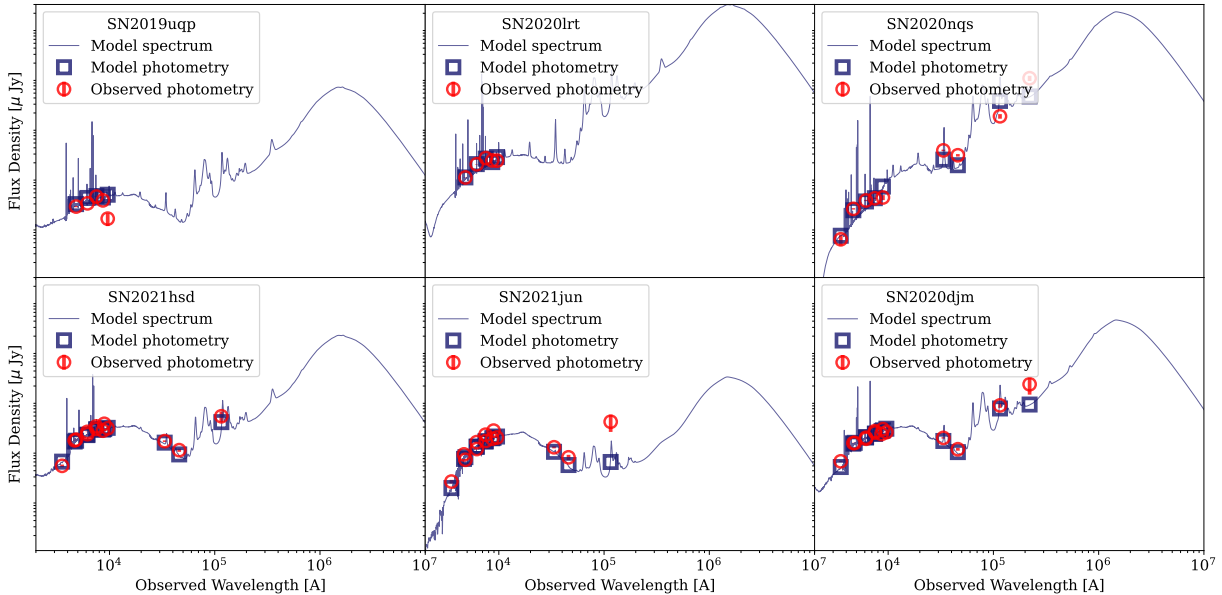 SN2019uqp
Model spectrum
Model photometry
Observed photometry
SN2020lrt
Model spectrum
Model photometry
Observed photometry
SN2020nqs
Model spectrum
Model photometry
Observed photometry
Flux Density [μ Jy]
SN2021hsd
Model spectrum
Model photometry
Observed photometry
SN2021jun
Model spectrum
Model photometry
Observed photometry
SN2020djm
Model spectrum
Model photometry
Observed photometry
Flux Density [μ Jy]
10⁴ 10⁵ 10⁶ 10⁷ 10⁴ 10⁵ 10⁶ 10⁷ 10⁴ 10⁵ 10⁶ 10⁷
Observed Wavelength [A] Observed Wavelength [A] Observed Wavelength [A]